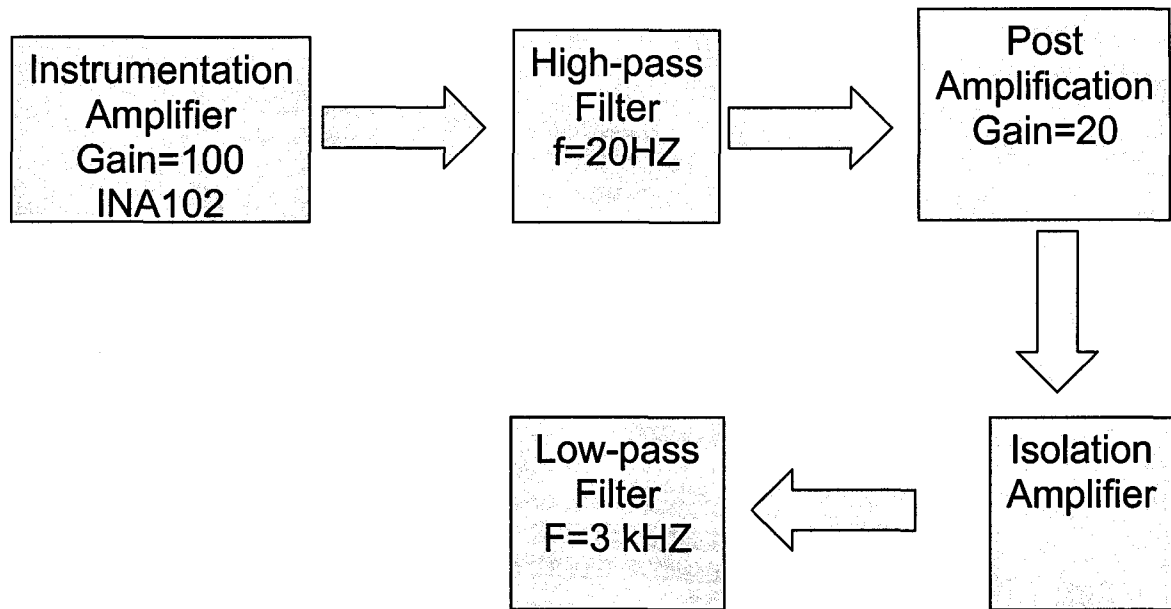 Instrumentation
Amplifier
Gain=100
INA102
High-pass
Filter
f=20HZ
Post
Amplification
Gain=20
Isolation
Amplifier
Low-pass
Filter
F=3 kHZ